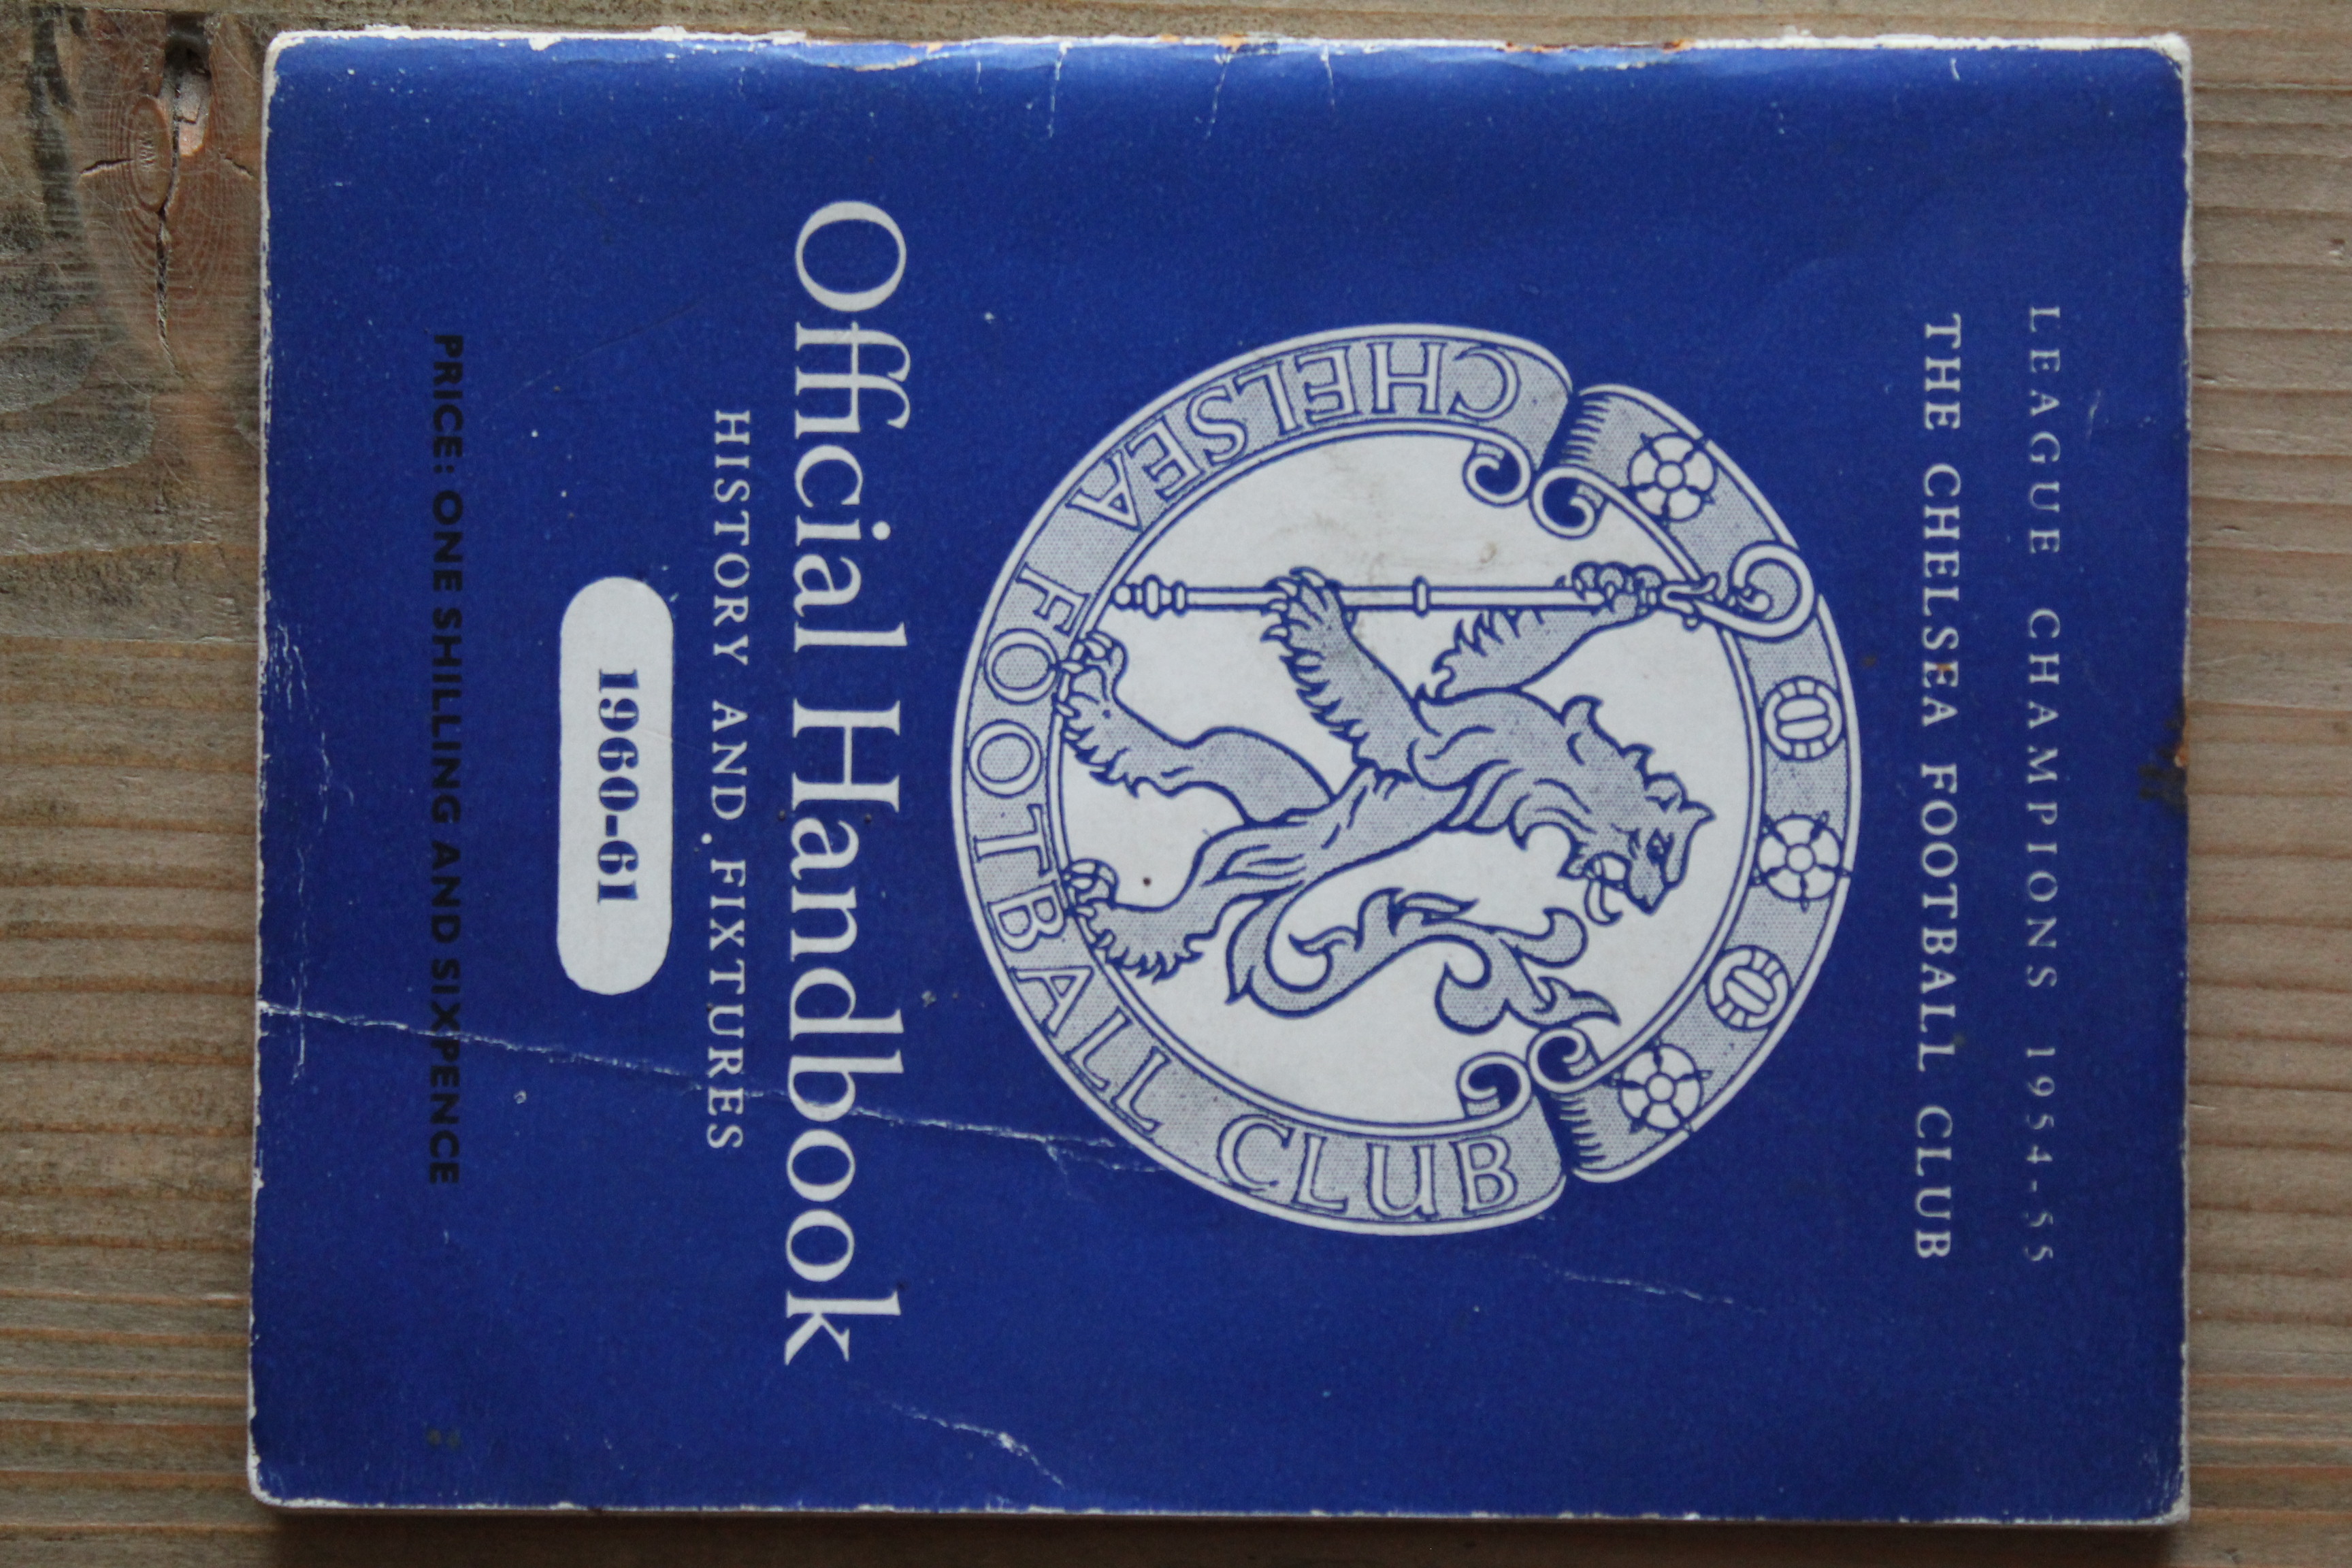 LEAGUE CHAMPIONS 1954-55
THE CHELSEA FOOTBALL CLUB
CHELSEA FOOTBALL CLUB
Official Handbook
HISTORY AND FIXTURES
1960-61
PRICE: ONE SHILLING AND SIXPENCE